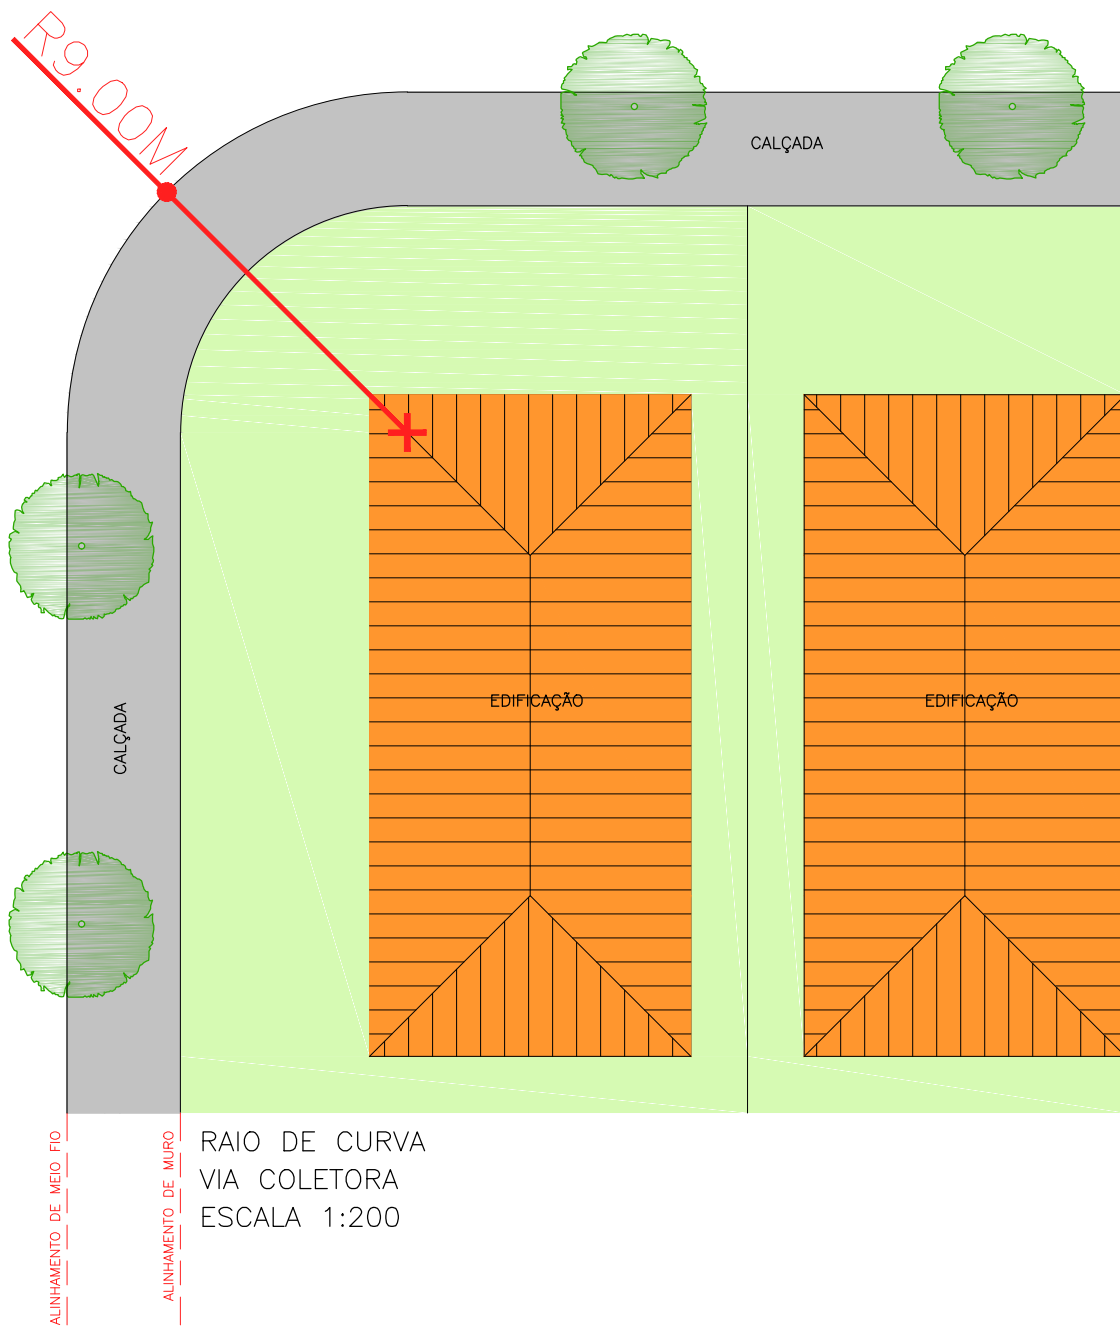 R9.00M
CALÇADA
EDIFICAÇÃO
EDIFICAÇÃO
CALÇADA
ALINHAMENTO DE MEIO FIO
ALINHAMENTO DE MURO
RAIO DE CURVA
VIA COLETORA
ESCALA 1:200